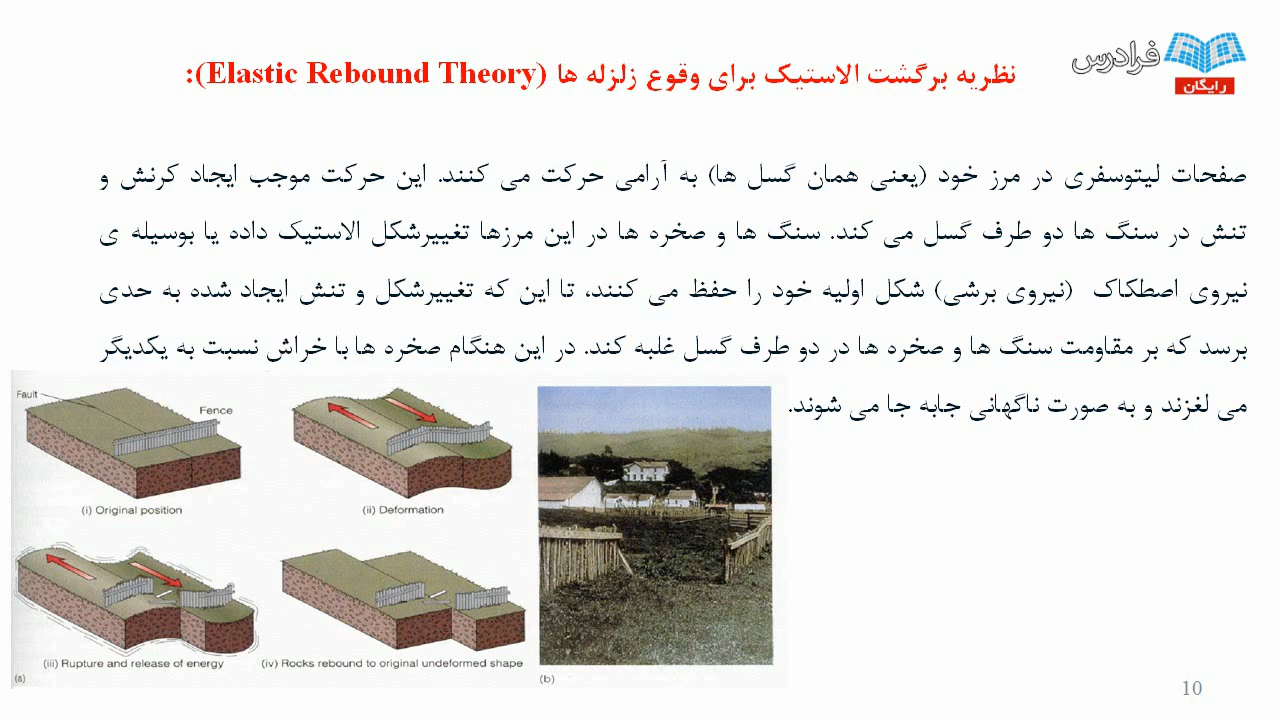 فرادرس
رایگان
نظریه برگشت الاستیک برای وقوع زلزله ها (Elastic Rebound Theory):
صفحات لیتوسفری در مرز خود (یعنی همان گسل ها) به آرامی حرکت می کنند. این حرکت موجب ایجاد کرنش و
تنش در سنگ ها دو طرف گسل می کند. سنگ ها و صخره ها در این مرزها تغییرشکل الاستیک داده یا بوسیله ی
نیروی اصطکاک (نیروی برشی) شکل اولیه خود را حفظ می کنند، تا این که تغییرشکل و تنش ایجاد شده به حدی
برسد که بر مقاومت سنگ ها و صخره ها در دو طرف گسل غلبه کند. در این هنگام صخره ها با خراش نسبت به یکدیگر
می لغزند و به صورت ناگهانی جابه جا می شوند.
Fault
Fence
(i) Original position
(ii) Deformation
(iii) Rupture and release of energy
(iv) Rocks rebound to original undeformed shape
(a)
(b)
10